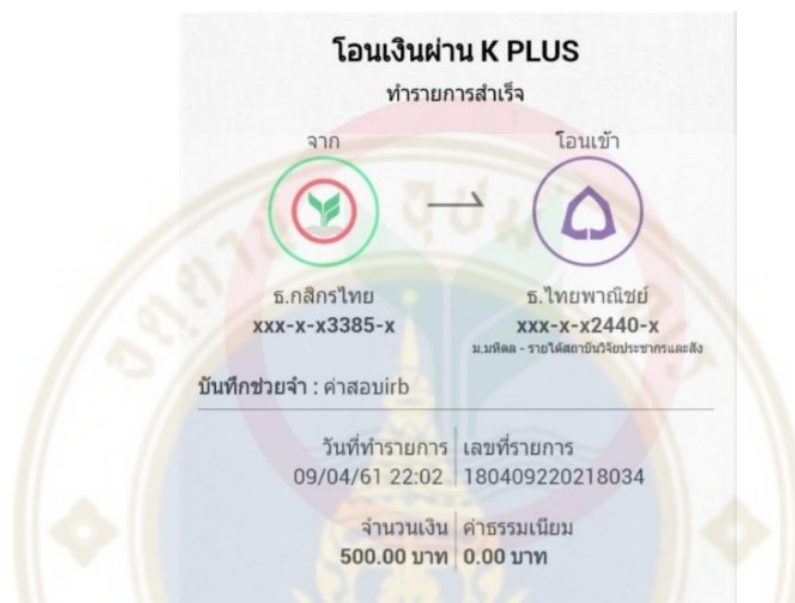 โอนเงินผ่าน K PLUS
ทำรายการสำเร็จ
จาก
โอนเข้า
ธ.กสิกรไทย
xxx-x-x3385-x
ธ.ไทยพาณิชย์
xxx-x-x2440-x
ม.มหิดล - รายได้สถาบันวิจัยประชากรและสัง
บันทึกช่วยจำ : ค่าสอบirb
วันที่ทำรายการ
09/04/61 22:02
เลขที่รายการ
180409220218034
จำนวนเงิน
500.00 บาท
ค่าธรรมเนียม
0.00 บาท